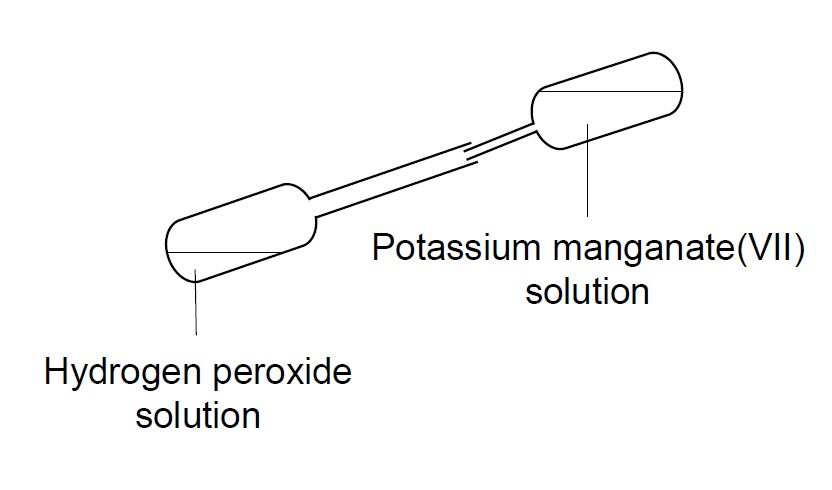 Potassium manganate(VII)
solution
Hydrogen peroxide
solution